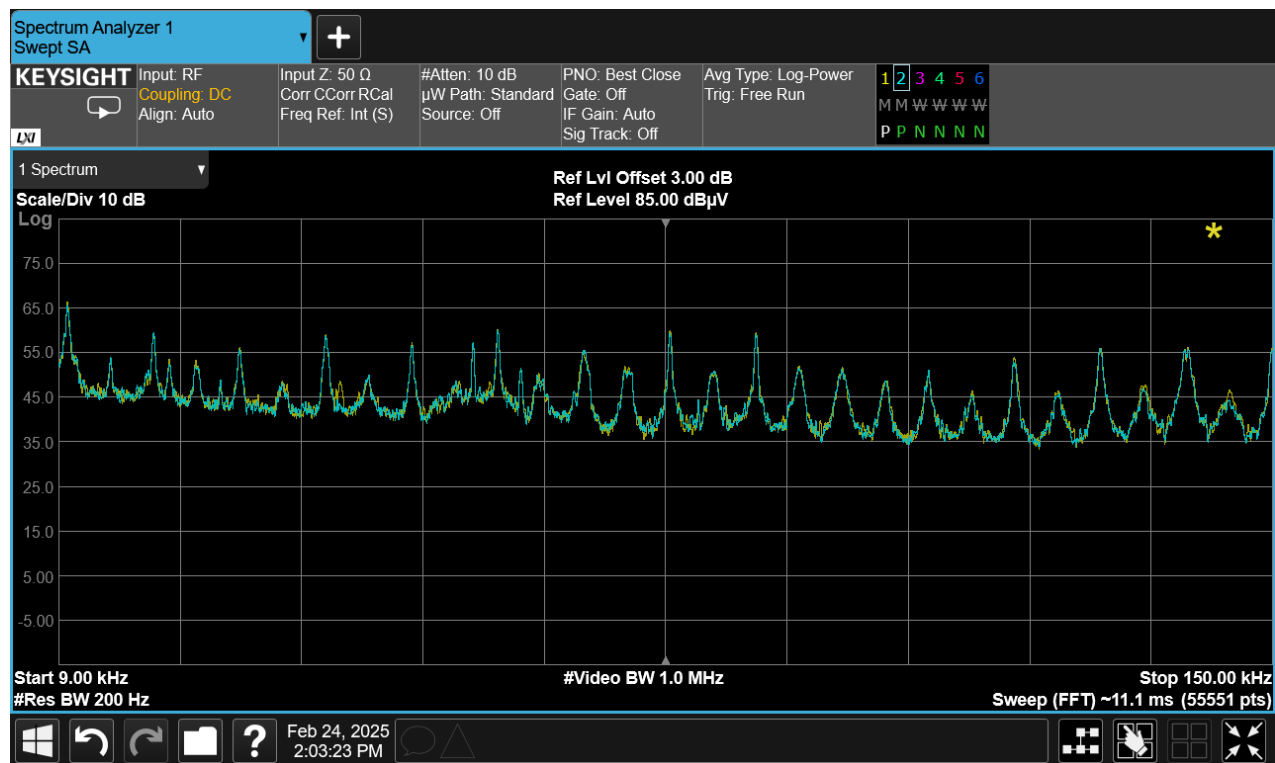 Spectrum Analyzer 1
Swept SA
KEYSIGHT
LXI
Input: RF
Coupling: DC
Align: Auto
Input Z: 50 Ω
Corr CCorr RCal
Freq Ref: Int (S)
#Atten: 10 dB
µW Path: Standard
Source: Off
PNO: Best Close
Gate: Off
IF Gain: Auto
Sig Track: Off
Avg Type: Log-Power
Trig: Free Run
1 2 3 4 5 6
M M W W W W
P P N N N N
1 Spectrum
Scale/Div 10 dB
Log
Ref Lvl Offset 3.00 dB
Ref Level 85.00 dBµV
*
75.0
65.0
55.0
45.0
35.0
25.0
15.0
5.00
-5.00
Start 9.00 kHz
#Res BW 200 Hz
#Video BW 1.0 MHz
Stop 150.00 kHz
Sweep (FFT) ~11.1 ms (55551 pts)
?
Feb 24, 2025
2:03:23 PM